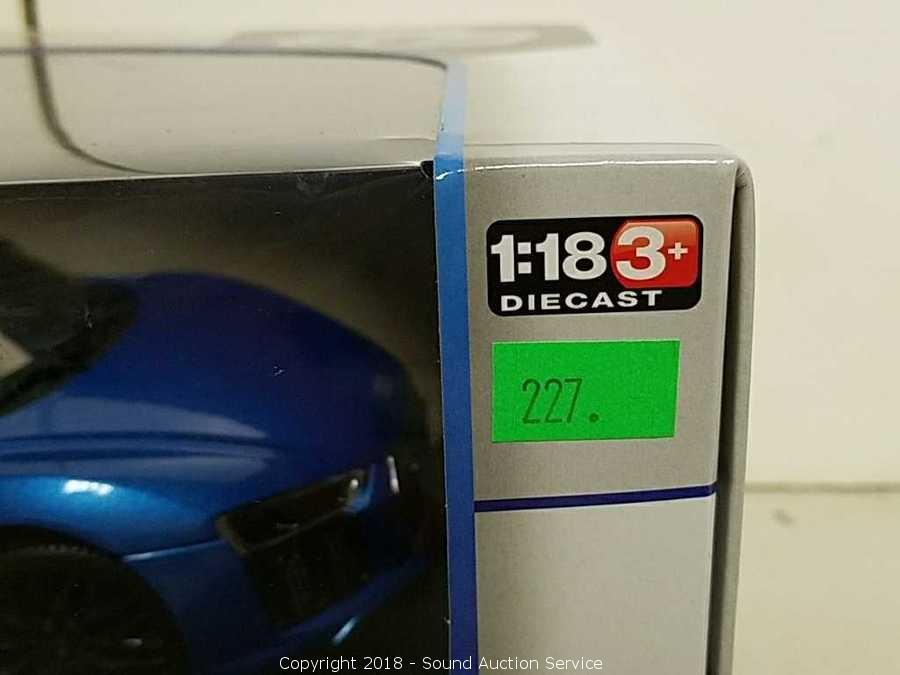 1:18 3+
DIECAST
227.
Copyright 2018 - Sound Auction Service